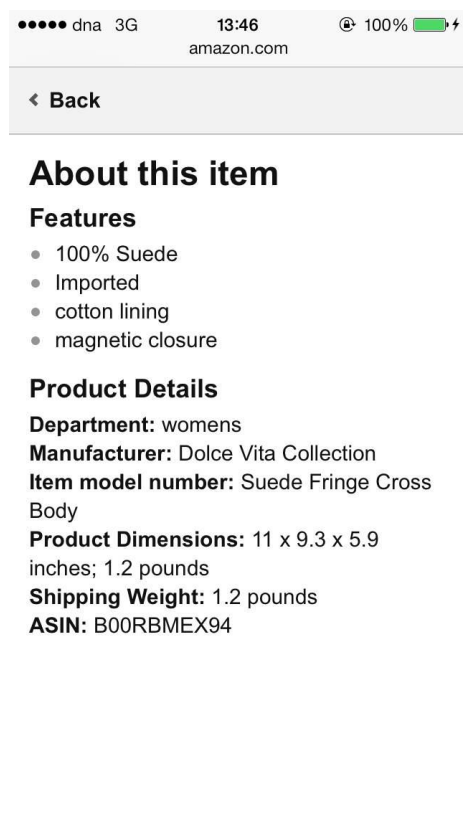 dna 3G 13:46 100%
amazon.com
Back
About this item
Features
100% Suede
Imported
cotton lining
magnetic closure
Product Details
Department: womens
Manufacturer: Dolce Vita Collection
Item model number: Suede Fringe Cross
Body
Product Dimensions: 11 x 9.3 x 5.9
inches; 1.2 pounds
Shipping Weight: 1.2 pounds
ASIN: B00RBMEX94